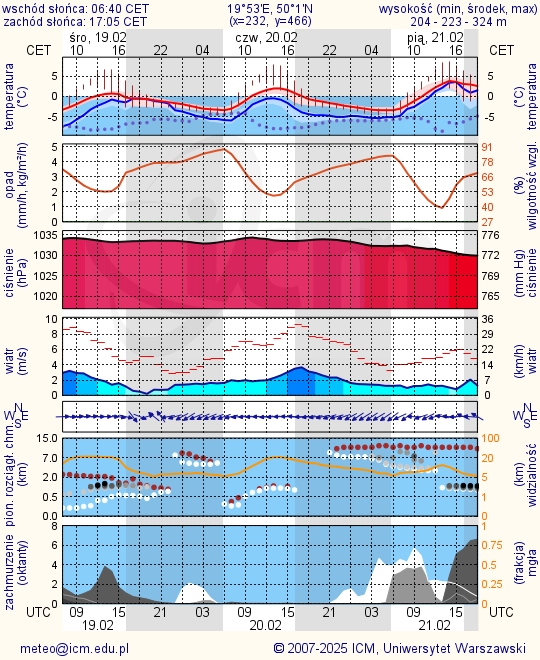 wschód słońca: 06:40 CET 19°53'E, 50°1'N wysokość (min, środek, max)
zachód słońca: 17:05 CET (x=232, y=466) 204 - 223 - 324 m
śro, 19.02 czw, 20.02 pią, 21.02
CET 10 16 22 04 10 16 22 04 10 16 CET
temperatura (°C) 5 0 -5 5 0 -5 (°C) temperatura
opad (mm/h, kg/m²/h) 5 4 3 2 1 0 91 78 66 53 40 27 (%) wilgotność wzgl.
ciśnienie (hPa) 1035 1030 1025 1020 776 772 768 765 (mm Hg) ciśnienie
wiatr (m/s) 10 8 6 4 2 0 36 29 22 14 7 0 (km/h) wiatr
N W E S N W E S
pion. rozciągł. chm. (km) 15.0 7.0 2.0 0.5 0.0 100 20 5 1 0 (km) widzialność
zachmurzenie (oktanty) 8 6 4 2 0 1 0.75 0.5 0.25 0 (frakcja) mgła
UTC 09 15 21 03 09 15 21 03 09 15 UTC
19.02 20.02 21.02
meteo@icm.edu.pl © 2007-2025 ICM, Uniwersytet Warszawski